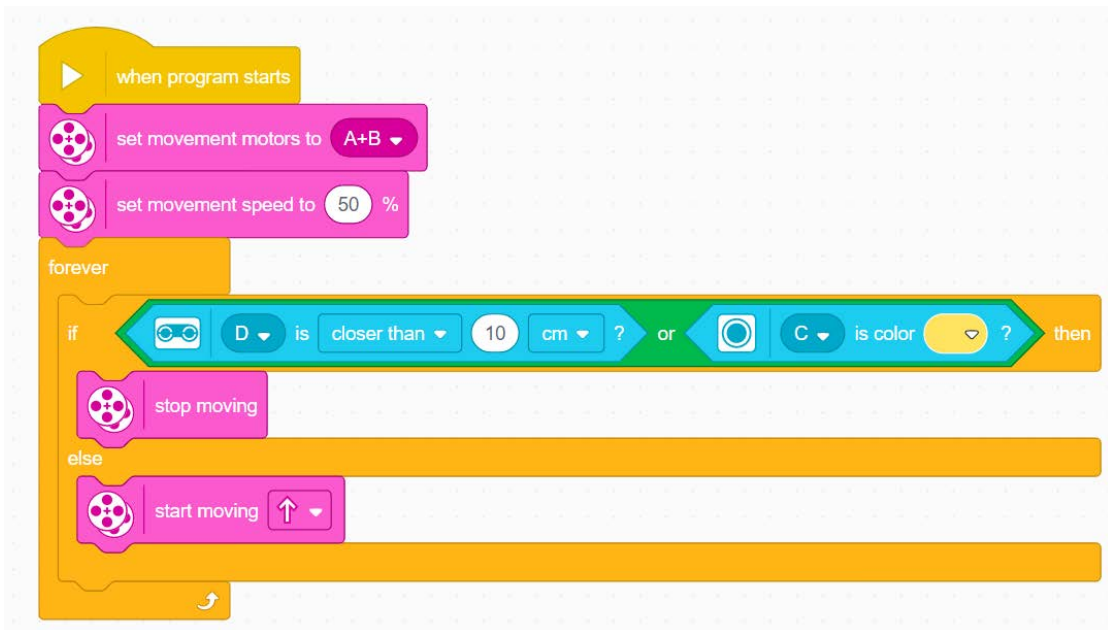 when program starts
set movement motors to A+B
set movement speed to 50 %
forever
if D is closer than 10 cm ? or C is color ? then
stop moving
else
start moving